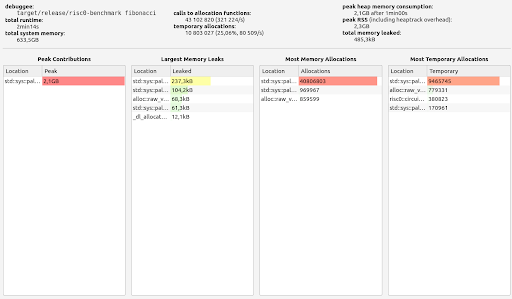 debuggee:
target/release/risc0-benchmark fibonacci
total runtime:
2min14s
total system memory:
633,5GB
calls to allocation functions:
43 102 820 (321 224/s)
temporary allocations:
10 803 027 (25,06%, 80 509/s)
peak heap memory consumption:
2,1GB after 1min00s
peak RSS (including heaptrack overhead):
2,3GB
total memory leaked:
485,3kB
Peak Contributions
Location Peak
std::sys::pal... 2,1GB
Largest Memory Leaks
Location Leaked
std::sys::pal... 237,3kB
std::sys::pal... 104,2kB
alloc::raw_v... 68,3kB
std::sys::pal... 61,3kB
_dl_allocat... 12,1kB
Most Memory Allocations
Location Allocations
std::sys::pal... 40806803
std::sys::pal... 969967
alloc::raw_v... 859599
Most Temporary Allocations
Location Temporary
std::sys::pal... 9465745
alloc::raw_v... 779331
risc0::circui... 380823
std::sys::pal... 170961